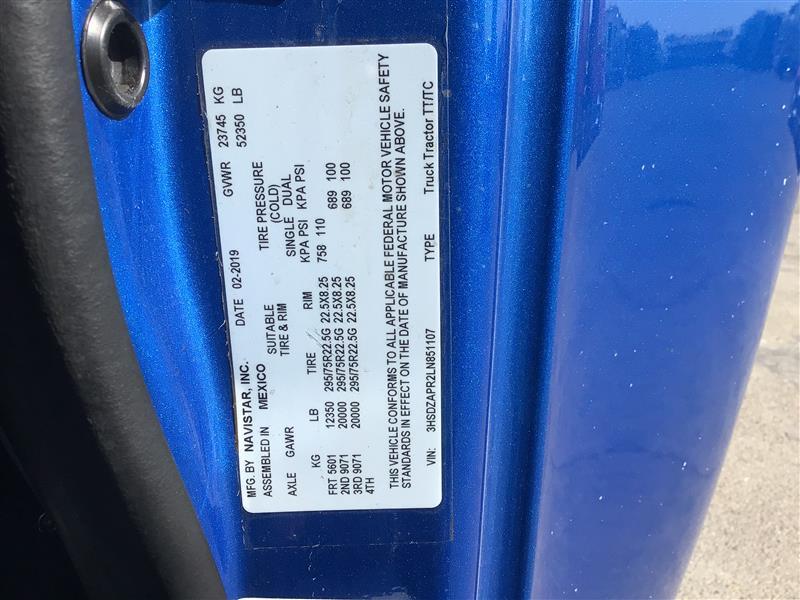 MFG. BY NAVISTAR, INC. DATE 02-2019 GVWR 23745 KG
ASSEMBLED IN MEXICO 52350 LB
SUITABLE TIRE PRESSURE
TIRE & RIM (COLD)
AXLE GAWR SINGLE DUAL
KG LB TIRE RIM KPA PSI KPA PSI
FRT 5601 12350 295/75R22.5G 22.5X8.25 758 110
2ND 9071 20000 295/75R22.5G 22.5X8.25 689 100
3RD 9071 20000 295/75R22.5G 22.5X8.25 689 100
4TH
THIS VEHICLE CONFORMS TO ALL APPLICABLE FEDERAL MOTOR VEHICLE SAFETY
STANDARDS IN EFFECT ON THE DATE OF MANUFACTURE SHOWN ABOVE.
VIN: 3HSDZAPR2LN851107 TYPE Truck Tractor TT/TC